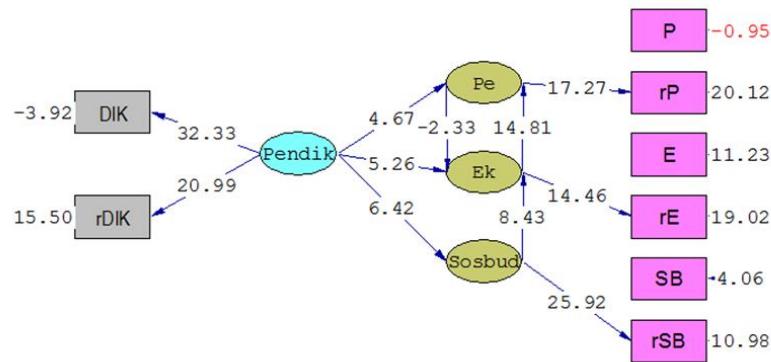 P -0.95
-3.92 DIK
Pe
17.27
rP 20.12
32.33
4.67
-2.33 14.81
E 11.23
Pendik
5.26
Ek
20.99
14.46
rE 19.02
15.50 rDIK
6.42
8.43
Sosbud
SB -4.06
25.92
rSB 10.98